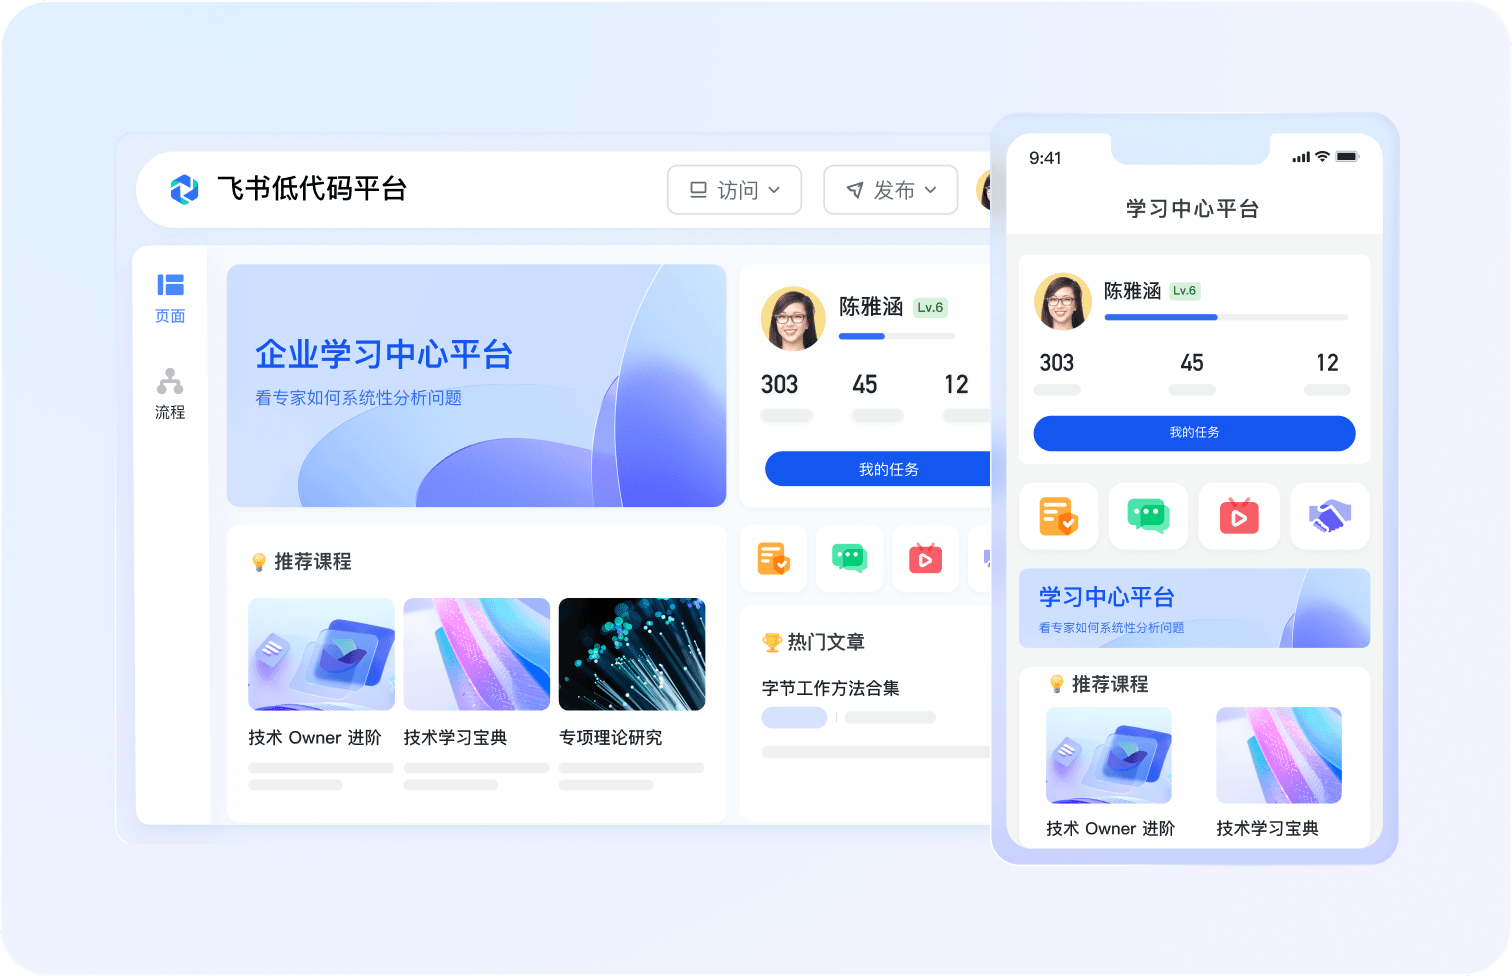 飞书低代码平台
访问
发布
页面
流程
企业学习中心平台
看专家如何系统性分析问题
陈雅涵 Lv.6
303 45 12
我的任务
推荐课程
技术 Owner 进阶
技术学习宝典
专项理论研究
热门文章
字节工作方法合集
9:41
学习中心平台
陈雅涵 Lv.6
303 45 12
我的任务
学习中心平台
看专家如何系统性分析问题
推荐课程
技术 Owner 进阶
技术学习宝典